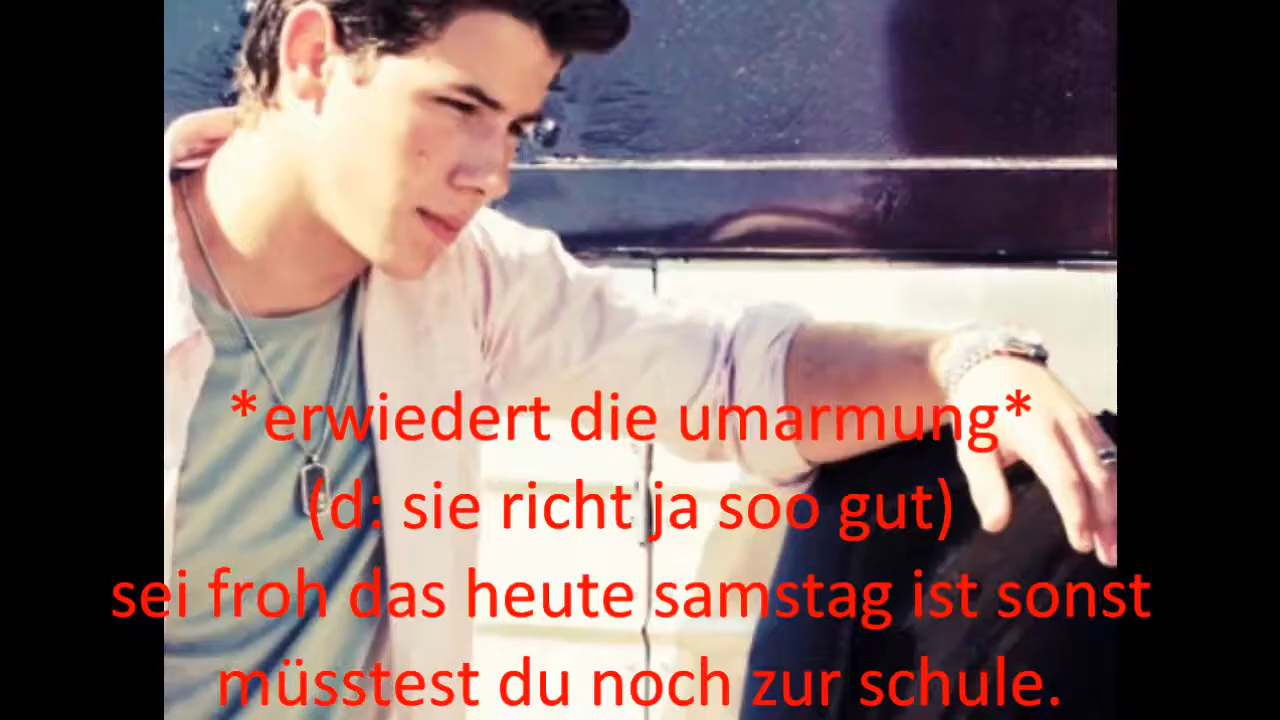 *erwiedert die umarmung*
(d: sie richt ja soo gut)
sei froh das heute samstag ist sonst
müsstest du noch zur schule.